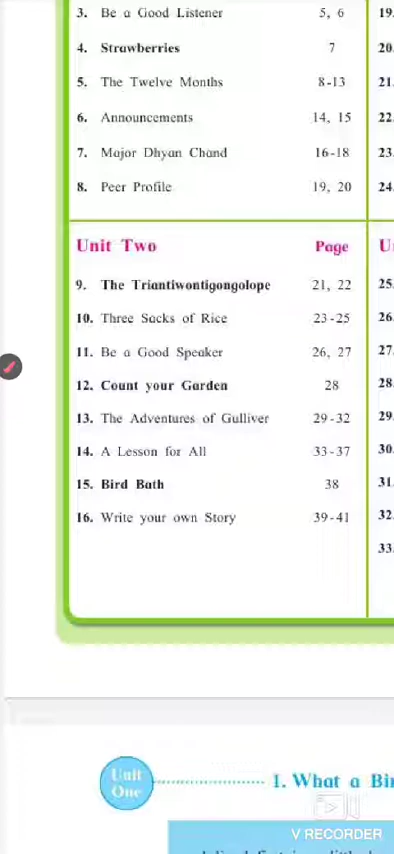 3. Be a Good Listener 5, 6 19.
4. Strawberries 7 20.
5. The Twelve Months 8-13 21.
6. Announcements 14, 15 22.
7. Major Dhyan Chand 16-18 23.
8. Peer Profile 19, 20 24.
Unit Two Page
9. The Triantiwontigongolope 21, 22 25.
10. Three Sacks of Rice 23-25 26.
11. Be a Good Speaker 26, 27 27.
12. Count your Garden 28 28.
13. The Adventures of Gulliver 29-32 29.
14. A Lesson for All 33-37 30.
15. Bird Bath 38 31.
16. Write your own Story 39-41 32.
33.
Unit One
1. What a
V RECORDER